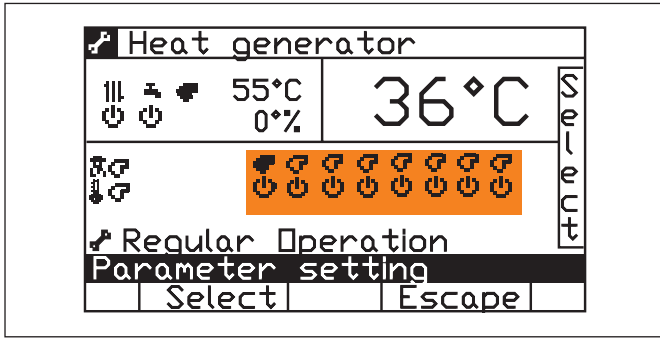 Heat generator
55°C
36°C
0%
Select
Regular Operation
Parameter setting
Select Escape